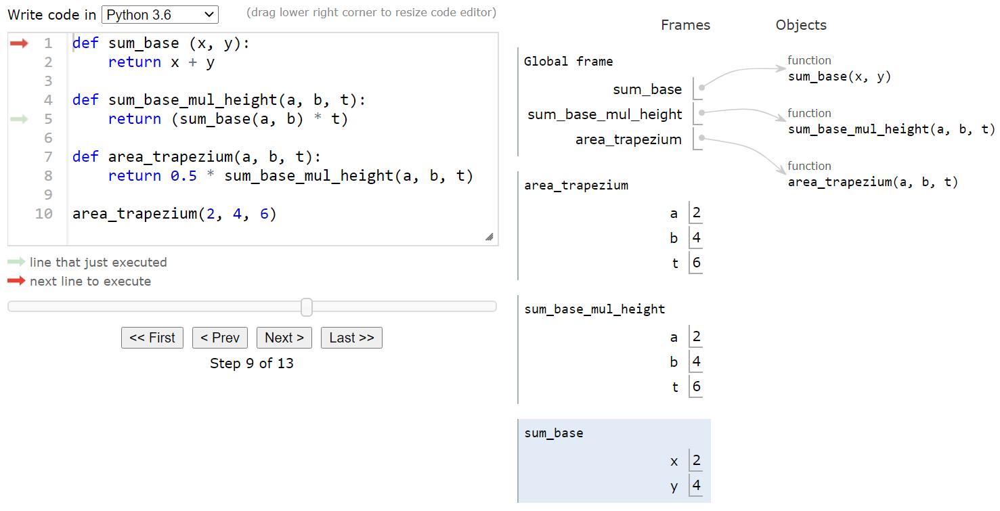 Write code in Python 3.6 (drag lower right corner to resize code editor)
1 def sum_base (x, y):
2     return x + y
3
4 def sum_base_mul_height(a, b, t):
5     return (sum_base(a, b) * t)
6
7 def area_trapezium(a, b, t):
8     return 0.5 * sum_base_mul_height(a, b, t)
9
10 area_trapezium(2, 4, 6)
line that just executed
next line to execute
<< First < Prev Next > Last >>
Step 9 of 13
Frames Objects
Global frame
sum_base
sum_base_mul_height
area_trapezium
function
sum_base(x, y)
function
sum_base_mul_height(a, b, t)
function
area_trapezium(a, b, t)
area_trapezium
a 2
b 4
t 6
sum_base_mul_height
a 2
b 4
t 6
sum_base
x 2
y 4